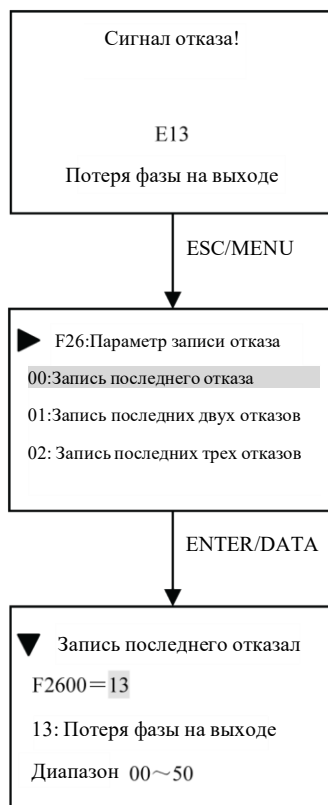 Сигнал отказа!
E13
Потеря фазы на выходе
ESC/MENU
F26:Параметр записи отказа
00:Запись последнего отказа
01:Запись последних двух отказов
02: Запись последних трех отказов
ENTER/DATA
Запись последнего отказал
F2600=13
13: Потеря фазы на выходе
Диапазон 00～50